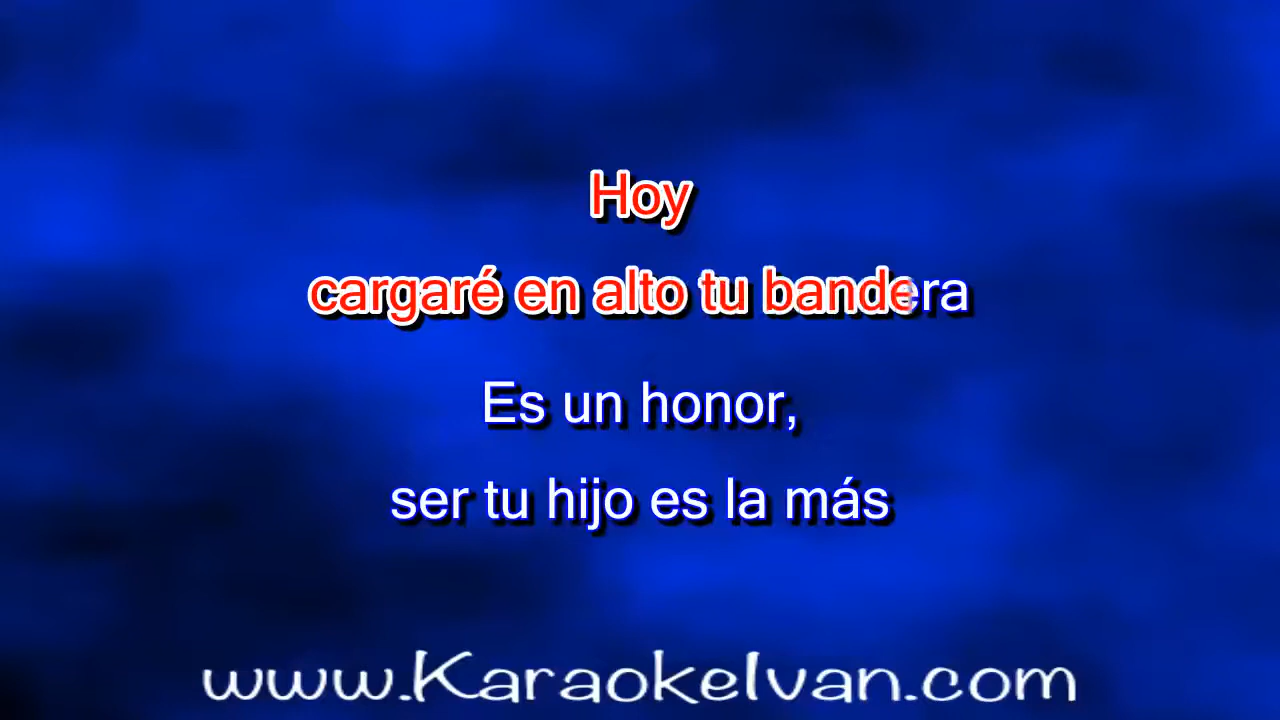 Hoy
cargaré en alto tu bandera
Es un honor,
ser tu hijo es la más
www.KaraokeIvan.com